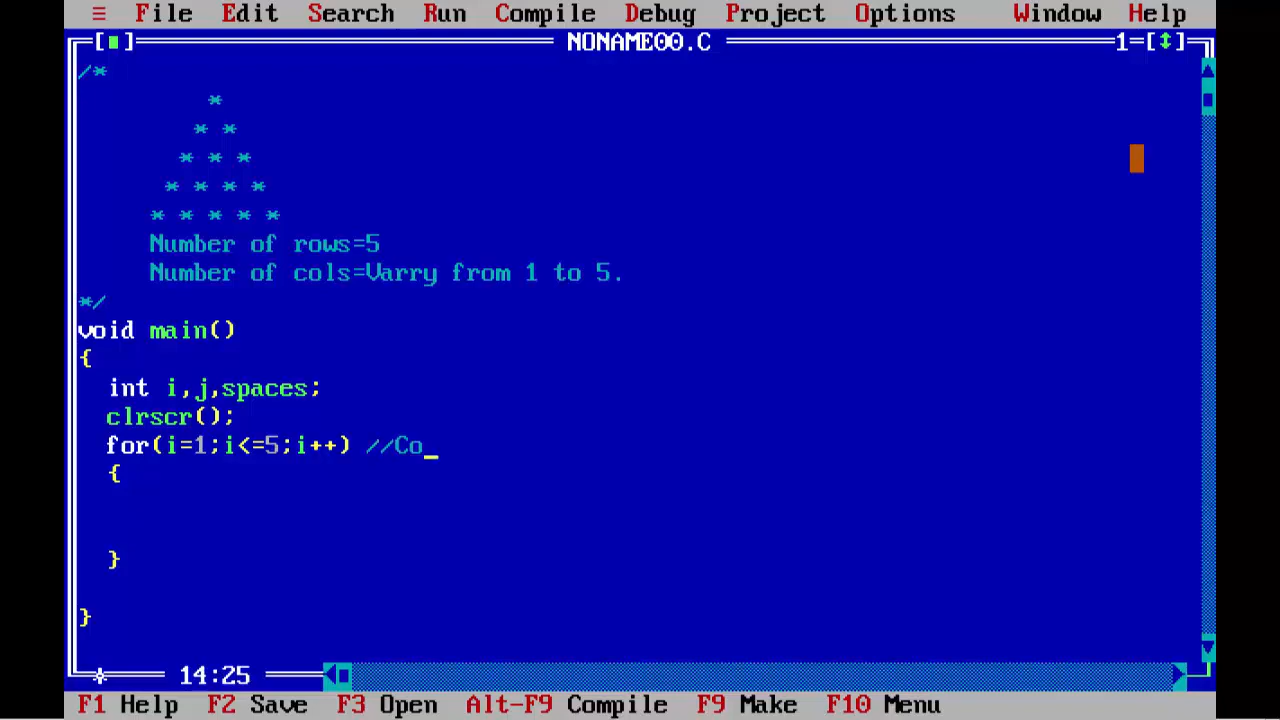 ≡ File Edit Search Run Compile Debug Project Options Window Help
[■] NONAME00.C 1=[↕]
/*
*
* *
* * *
* * * *
* * * * *
Number of rows=5
Number of cols=Varry from 1 to 5.
*/
void main()
{
int i,j,spaces;
clrscr();
for(i=1;i<=5;i++) //Co_
{
}
}
* 14:25
F1 Help F2 Save F3 Open Alt-F9 Compile F9 Make F10 Menu